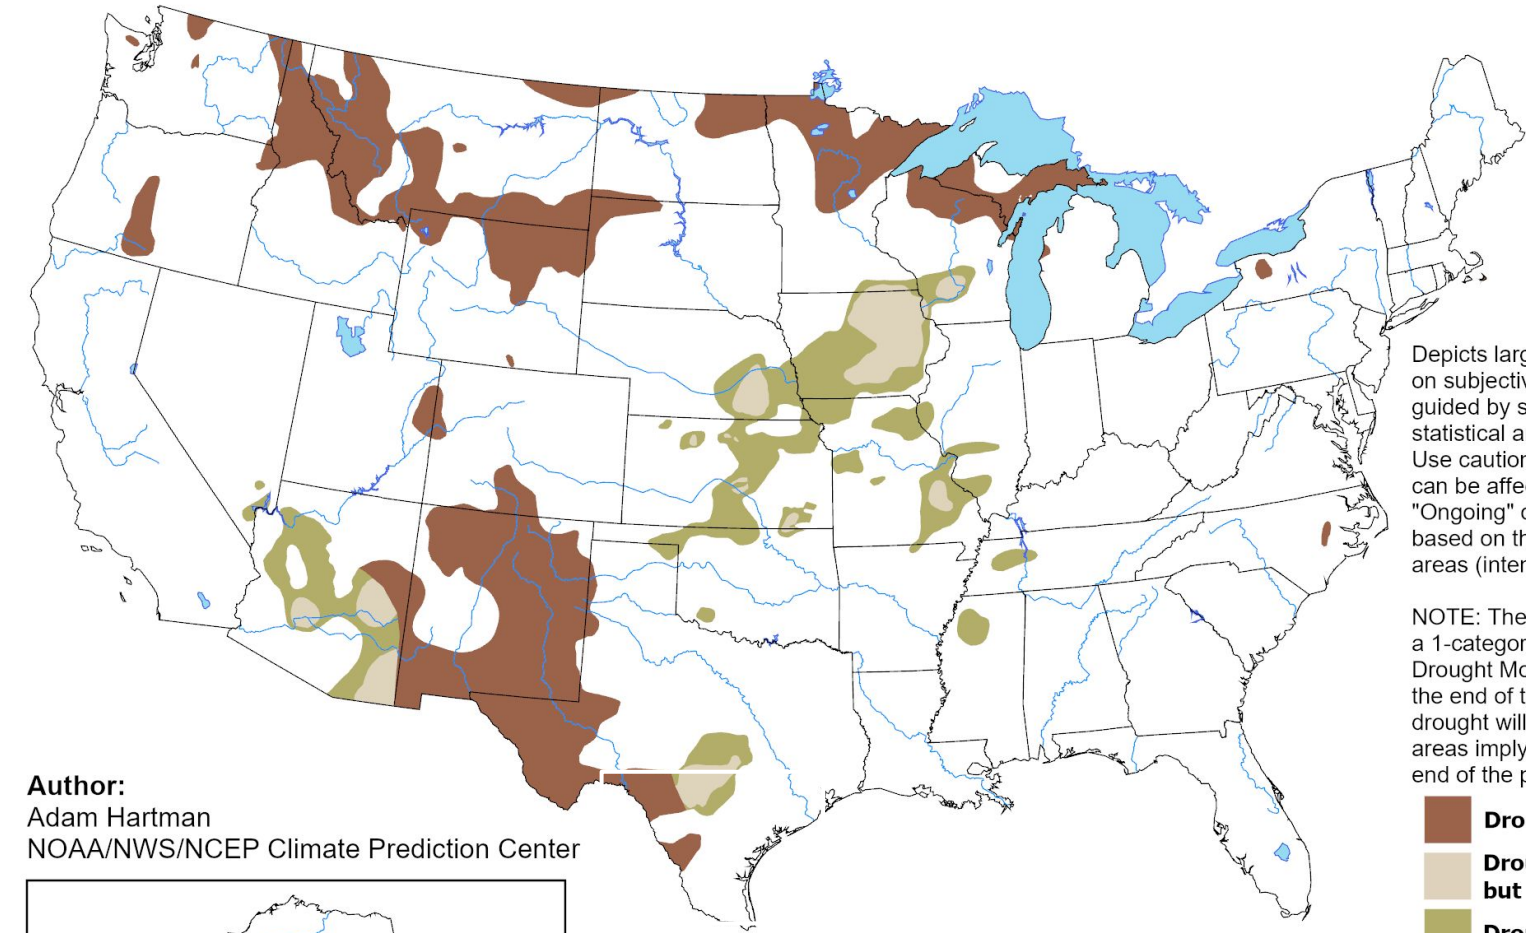 Depicts larg
on subjectiv
guided by s
statistical a
Use caution
can be affe
"Ongoing"
based on th
areas (inter
NOTE: The
a 1-categor
Drought Mo
the end of t
drought will
areas imply
end of the p
Author:
Adam Hartman
NOAA/NWS/NCEP Climate Prediction Center
Dro
Dro
but
Dro